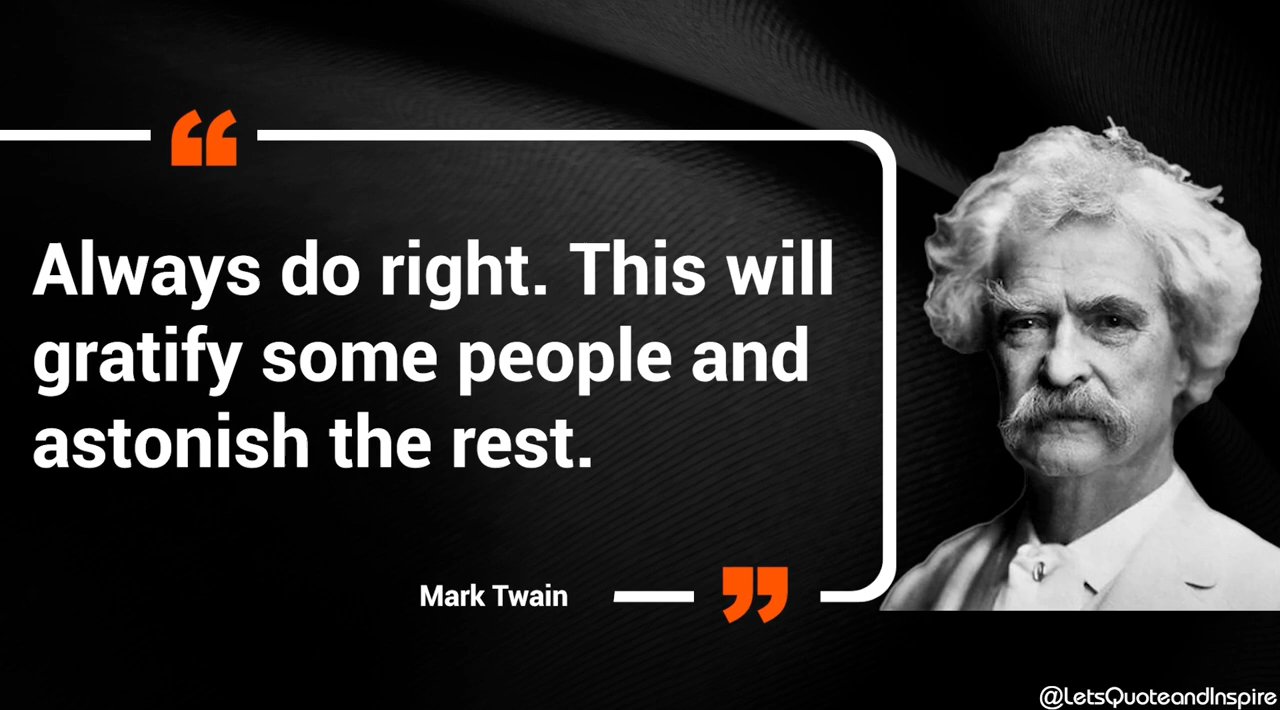 Always do right. This will
gratify some people and
astonish the rest.
Mark Twain
@LetsQuoteandInspire